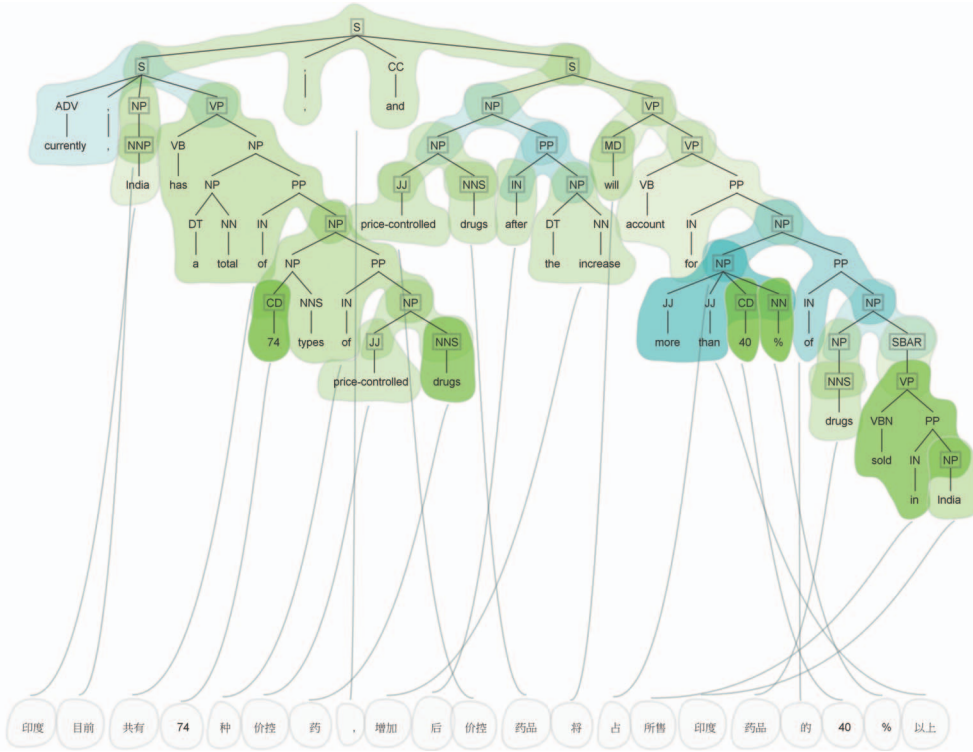 S
S , CC S
ADV , NP VP , and NP VP
currently , NNP VB NP NP PP MD VP
India has NP PP JJ NNS IN NP will VB PP
DT NN IN NP price-controlled drugs after DT NN account IN NP
a total of NP PP the increase for NP PP
CD NNS IN NP JJ JJ CD NN IN NP
74 types of JJ NNS more than 40 % of NP SBAR
price-controlled drugs NNS VP
drugs VBN PP
sold IN NP
in India
印度 目前 共有 74 种 价控 药 , 增加 后 价控 药品 将 占 所售 印度 药品 的 40 % 以上